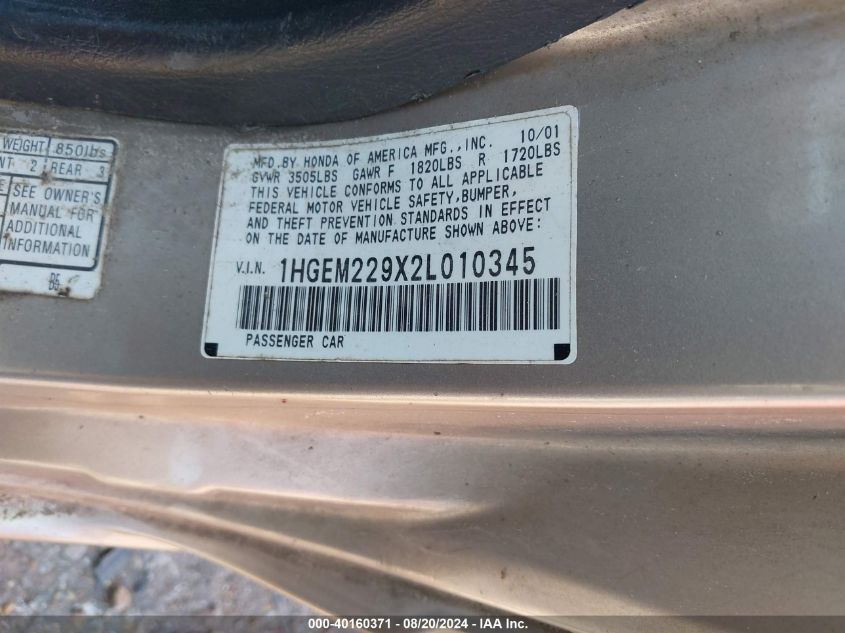 WEIGHT 850lbs
NT 2 REAR 3
SEE OWNER'S
MANUAL FOR
ADDITIONAL
INFORMATION
B5
MFD.BY HONDA OF AMERICA MFG.,INC. 10/01
GVWR 3505LBS GAWR F 1820LBS R 1720LBS
THIS VEHICLE CONFORMS TO ALL APPLICABLE
FEDERAL MOTOR VEHICLE SAFETY,BUMPER,
AND THEFT PREVENTION STANDARDS IN EFFECT
ON THE DATE OF MANUFACTURE SHOWN ABOVE:
V.I.N. 1HGEM229X2L010345
PASSENGER CAR
000-40160371 - 08/20/2024 - IAAI Inc.